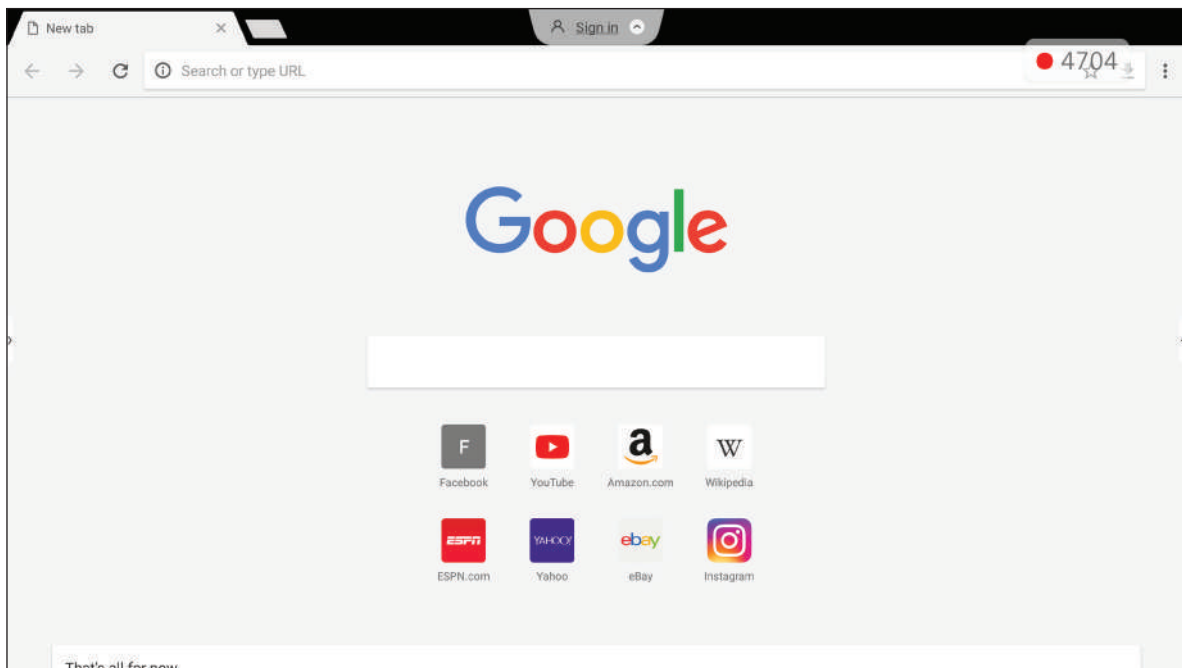 New tab
Sign in
Search or type URL
4704
Google
F
a
W
Facebook
YouTube
Amazon.com
Wikipedia
ESPN
YAHOO!
ebay
ESPN.com
Yahoo
eBay
Instagram
That's all for now